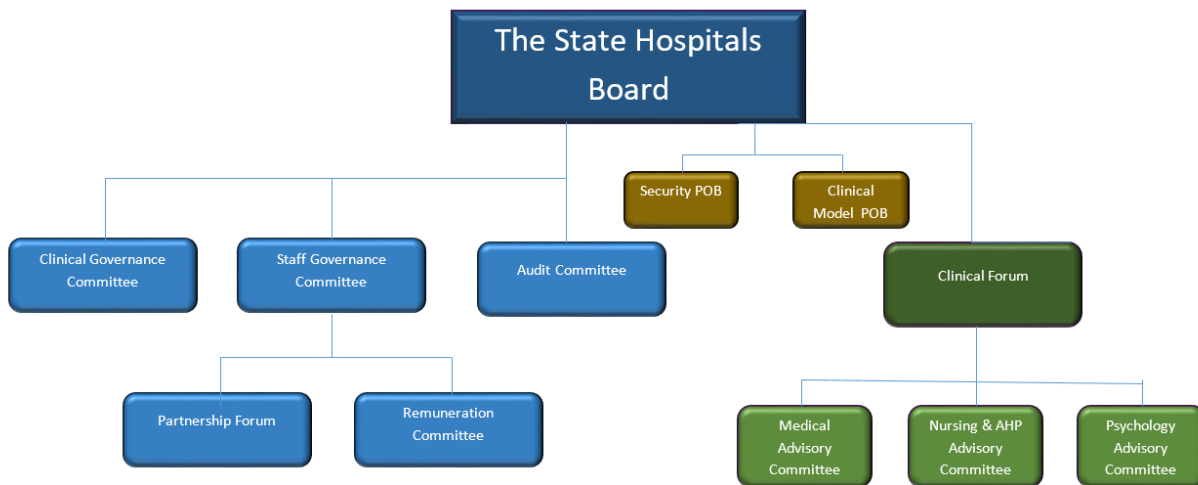 The State Hospitals
Board
Security POB
Clinical
Model POB
Clinical Governance
Committee
Staff Governance
Committee
Audit Committee
Clinical Forum
Partnership Forum
Remuneration
Committee
Medical
Advisory
Committee
Nursing & AHP
Advisory
Committee
Psychology
Advisory
Committee